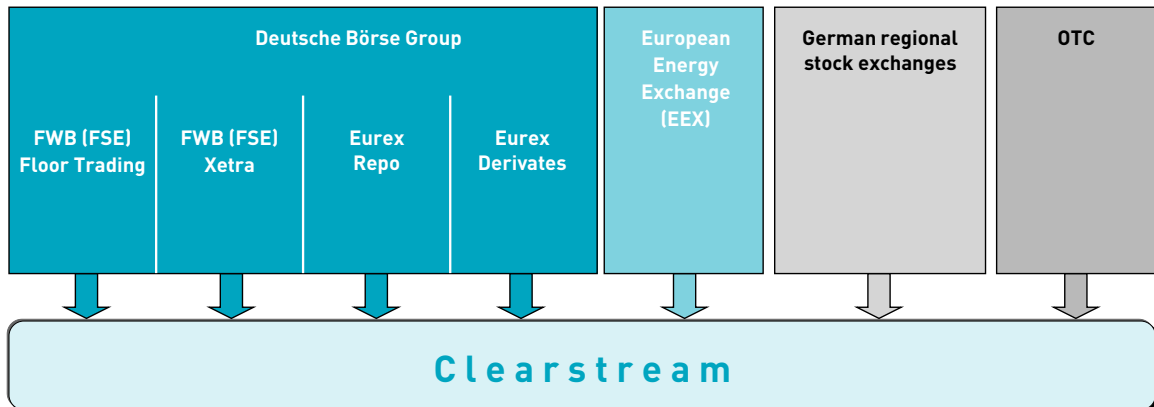 Deutsche Börse Group
FWB (FSE)
Floor Trading
FWB (FSE)
Xetra
Eurex
Repo
Eurex
Derivates
European
Energy
Exchange
(EEX)
German regional
stock exchanges
OTC
Clearstream